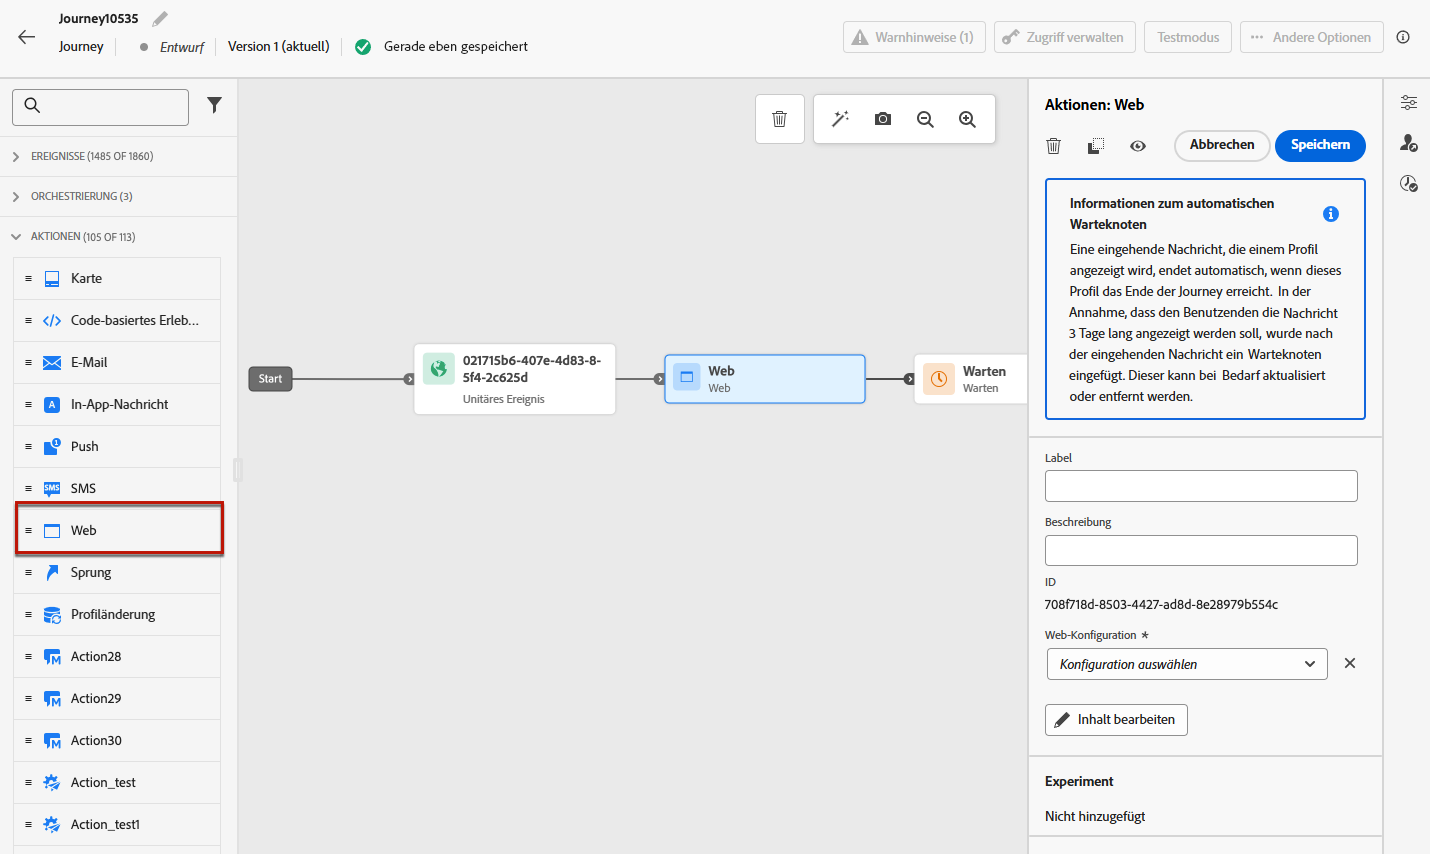 Journey10535
Journey
Entwurf
Version 1 (aktuell)
Gerade eben gespeichert
Warnhinweise (1)
Zugriff verwalten
Testmodus
Andere Optionen
EREIGNISSE (1485 OF 1860)
ORCHESTRIERUNG (3)
AKTIONEN (105 OF 113)
Karte
Code-basiertes Erleb...
E-Mail
In-App-Nachricht
Push
SMS
Web
Sprung
Profiländerung
Action28
Action29
Action30
Action_test
Action_test1
Start
021715b6-407e-4d83-8-
5f4-2c625d
Unitäres Ereignis
Web
Web
Warten
Warten
Aktionen: Web
Abbrechen
Speichern
Informationen zum automatischen
Warteknoten
Eine eingehende Nachricht, die einem Profil
angezeigt wird, endet automatisch, wenn dieses
Profil das Ende der Journey erreicht. In der
Annahme, dass den Benutzenden die Nachricht
3 Tage lang angezeigt werden soll, wurde nach
der eingehenden Nachricht ein Warteknoten
eingefügt. Dieser kann bei Bedarf aktualisiert
oder entfernt werden.
Label
Beschreibung
ID
708f718d-8503-4427-ad8d-8e28979b554c
Web-Konfiguration *
Konfiguration auswählen
Inhalt bearbeiten
Experiment
Nicht hinzugefügt